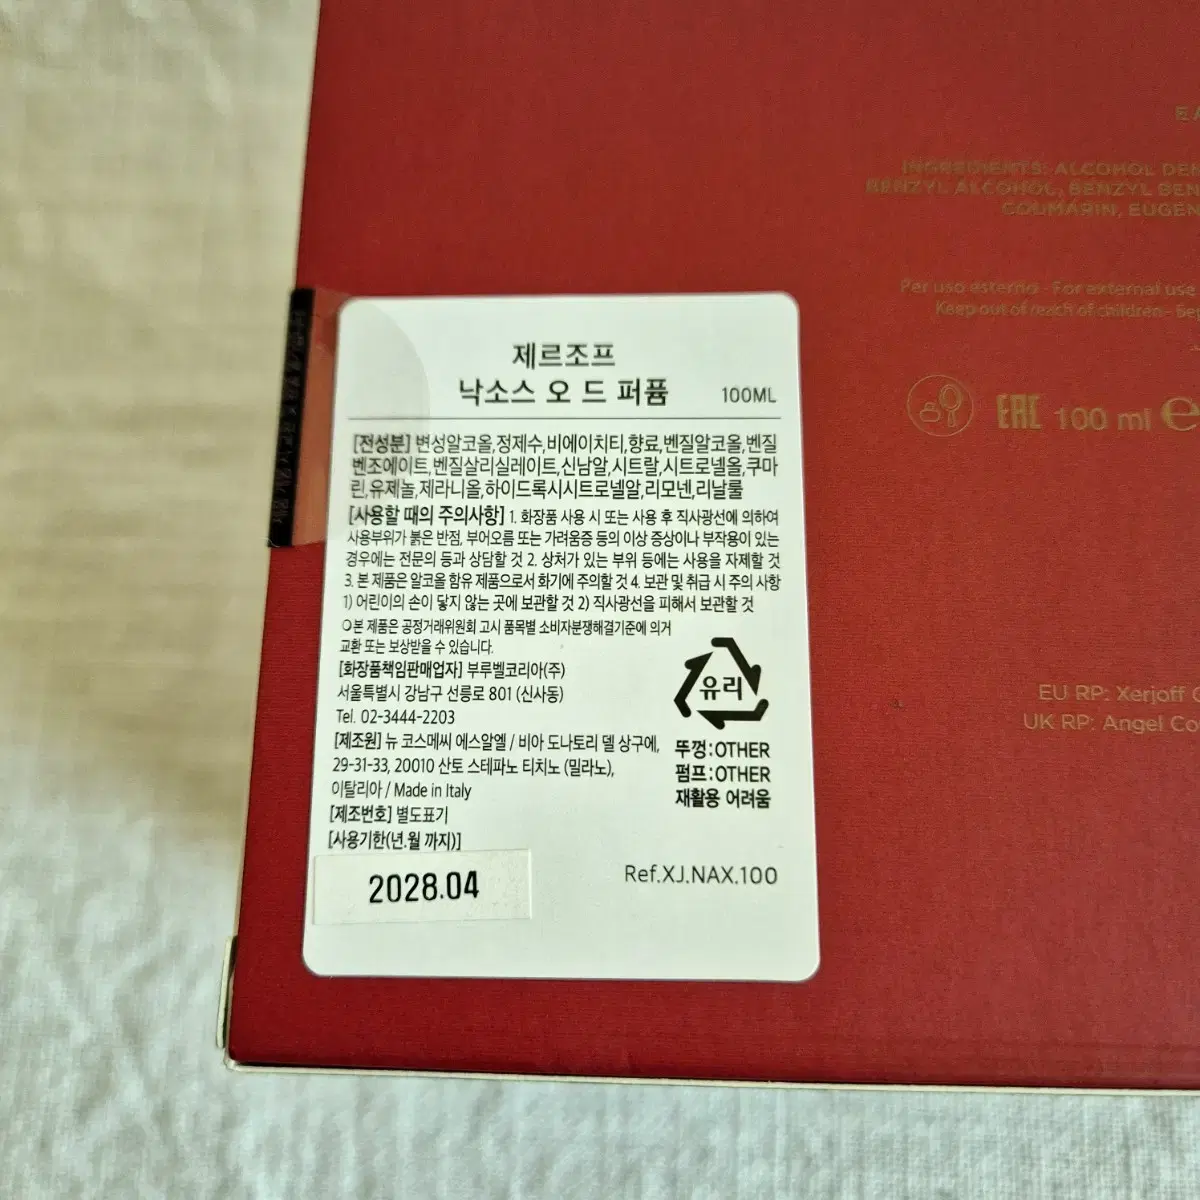 EA
INGREDIENTS: ALCOHOL DEN
BENZYL ALCOHOL, BENZYL BEN
COUMARIN, EUGEN
Per uso esterno - For external use
Keep out of reach of children -
EAC 100 ml e
EU RP: Xerjoff
UK RP: Angel Co
제르조프
낙소스 오 드 퍼퓸 100ML
[전성분] 변성알코올,정제수,비에이치티,향료,벤질알코올,벤질
벤조에이트,벤질살리실레이트,신남알,시트랄,시트로넬올,쿠마
린,유제놀,제라니올,하이드록시시트로넬알,리모넨,리날룰
[사용할 때의 주의사항] 1. 화장품 사용 시 또는 사용 후 직사광선에 의하여
사용부위가 붉은 반점, 부어오름 또는 가려움증 등의 이상 증상이나 부작용이 있는
경우에는 전문의 등과 상담할 것 2. 상처가 있는 부위 등에는 사용을 자제할 것
3. 본 제품은 알코올 함유 제품으로서 화기에 주의할 것 4. 보관 및 취급 시 주의 사항
1) 어린이의 손이 닿지 않는 곳에 보관할 것 2) 직사광선을 피해서 보관할 것
○본 제품은 공정거래위원회 고시 품목별 소비자분쟁해결기준에 의거
교환 또는 보상받을 수 있습니다.
[화장품책임판매업자] 부루벨코리아(주)
서울특별시 강남구 선릉로 801 (신사동)
Tel. 02-3444-2203
[제조원] 뉴 코스메씨 에스알엘 / 비아 도나토리 델 상구에,
29-31-33, 20010 산토 스테파노 티치노 (밀라노),
이탈리아 / Made in Italy
[제조번호] 별도표기
[사용기한(년.월 까지)]
2028.04
유리
뚜껑:OTHER
펌프:OTHER
재활용 어려움
Ref.XJ.NAX.100